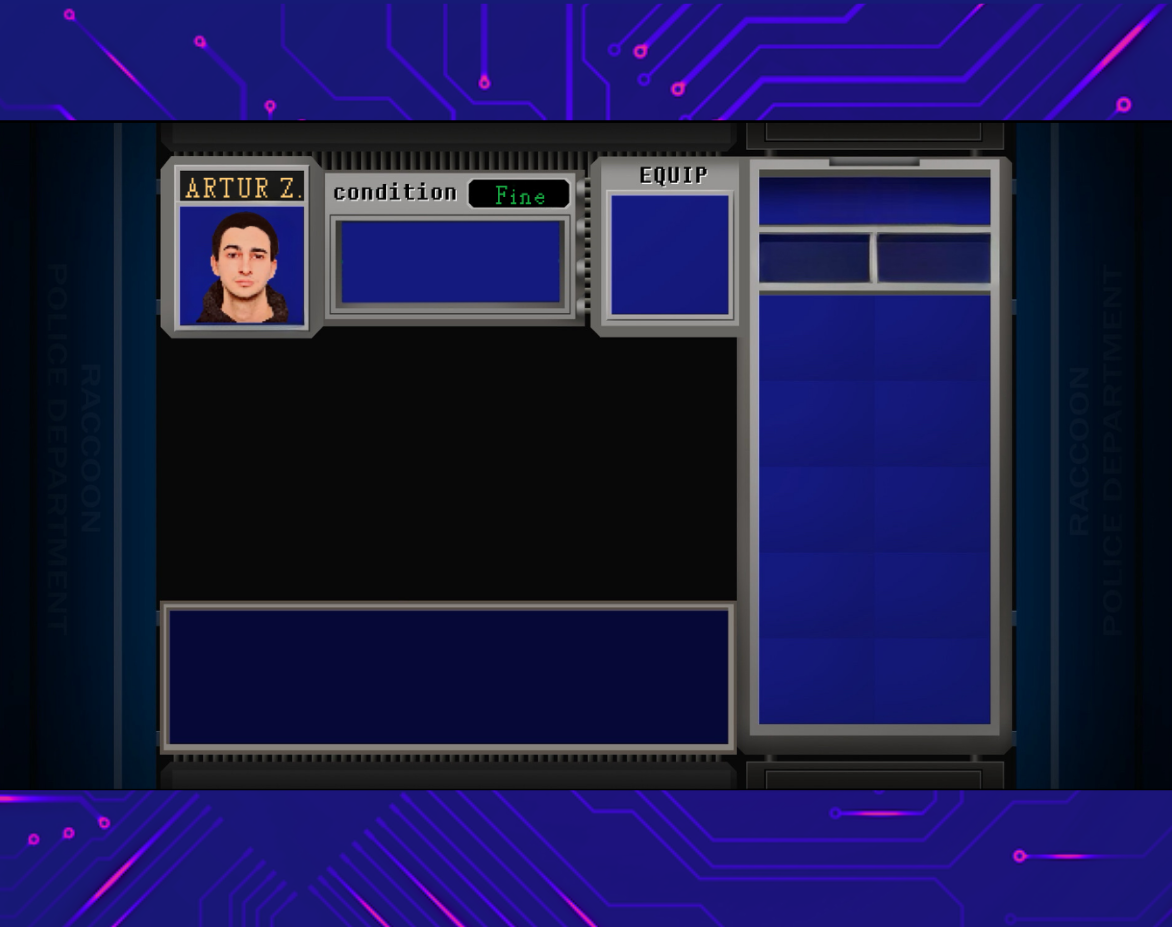 ARTUR Z.
condition
Fine
EQUIP
RACCOON
POLICE DEPARTMENT
RACCOON
POLICE DEPARTMENT